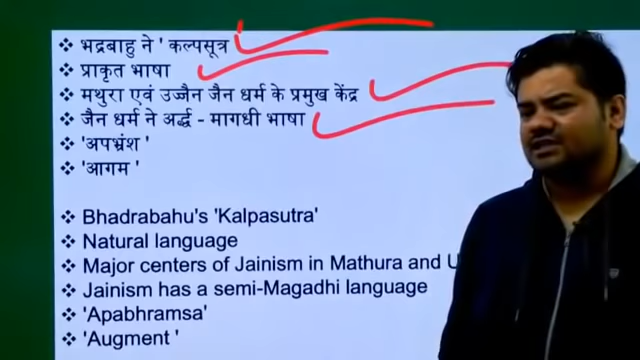 ❖ भद्रबाहु ने ' कल्पसूत्र
❖ प्राकृत भाषा
❖ मथुरा एवं उज्जैन जैन धर्म के प्रमुख केंद्र
❖ जैन धर्म ने अर्द्ध - मागधी भाषा
❖ 'अपभ्रंश '
❖ 'आगम '
❖ Bhadrabahu's 'Kalpasutra'
❖ Natural language
❖ Major centers of Jainism in Mathura and U
❖ Jainism has a semi-Magadhi language
❖ 'Apabhramsa'
❖ 'Augment '